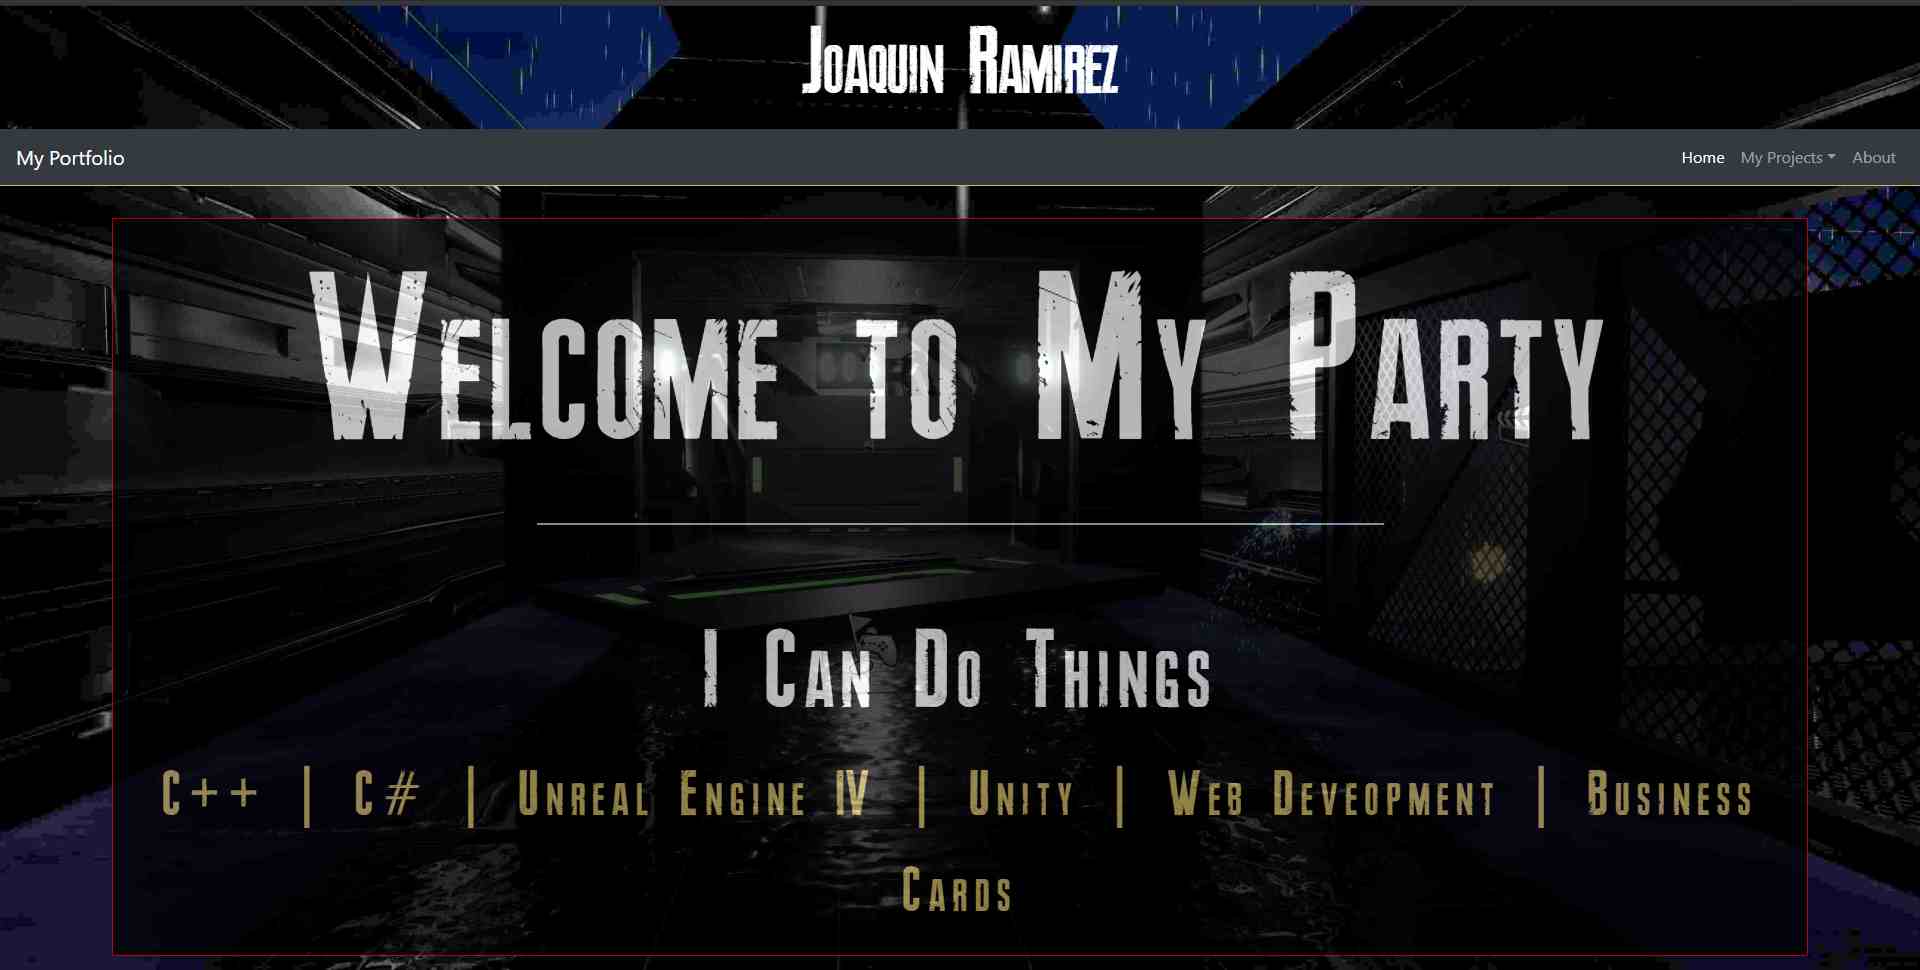 Joaquin Ramirez
My Portfolio Home My Projects About
Welcome to My Party
I Can Do Things
C++ | C# | Unreal Engine IV | Unity | Web Deveopment | Business
Cards